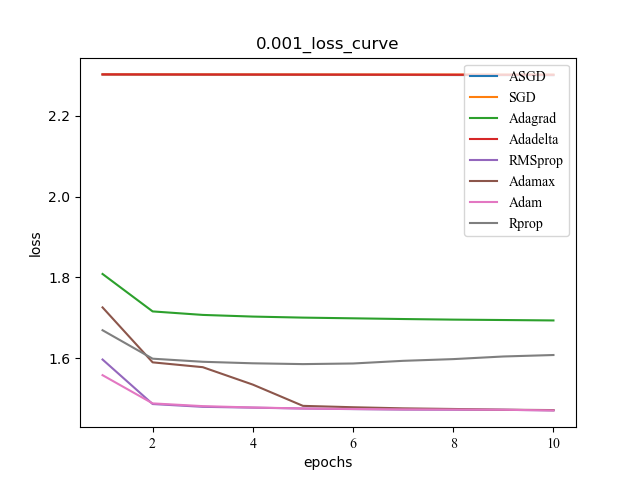 0.001_loss_curve
ASGD
SGD
Adagrad
Adadelta
RMSprop
Adamax
Adam
Rprop
2.2
2.0
1.8
1.6
loss
2 4 6 8 10
epochs